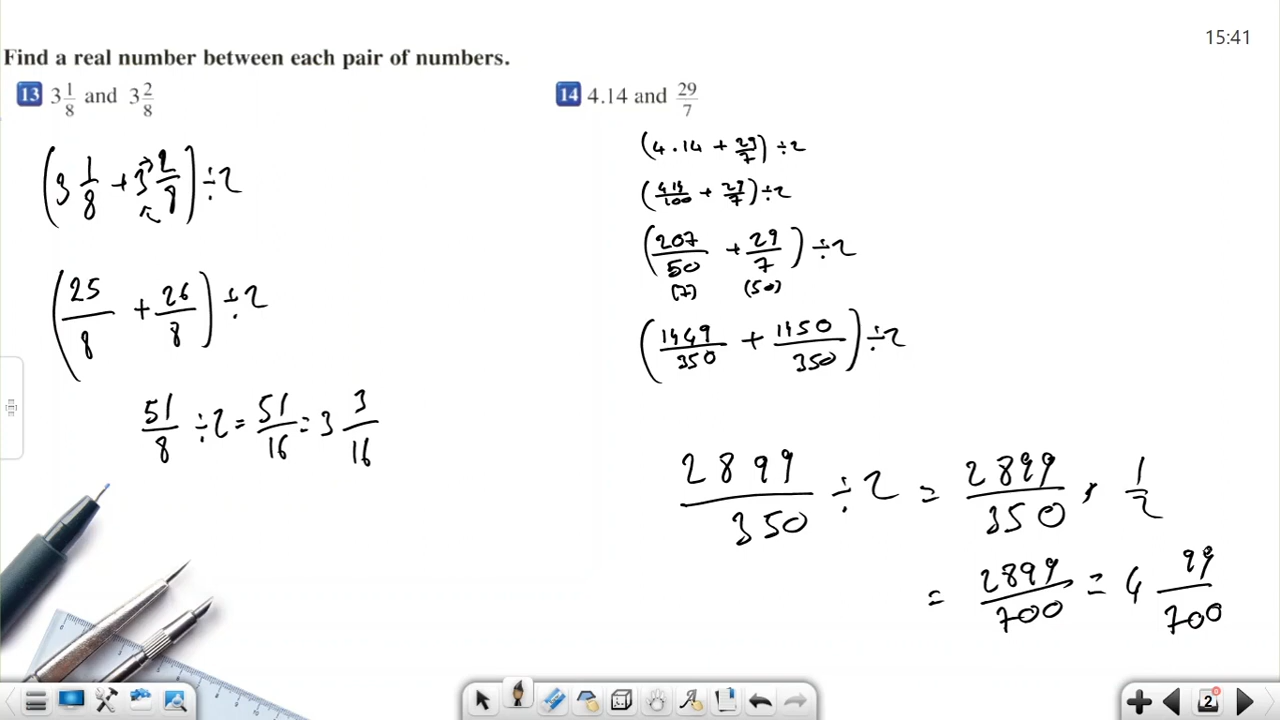 15:41
Find a real number between each pair of numbers.
13 3 1/8 and 3 2/8
(3 1/8 + 3 2/8) ÷ 2
(25/8 + 26/8) ÷ 2
51/8 ÷ 2 = 51/16 = 3 3/16
14 4.14 and 29/7
(4.14 + 29/7) ÷ 2
(414/100 + 29/7) ÷ 2
(207/50 + 29/7) ÷ 2
(7) (50)
(1449/350 + 1450/350) ÷ 2
2899/350 ÷ 2 = 2899/350 × 1/2
= 2899/700 = 4 99/700
2